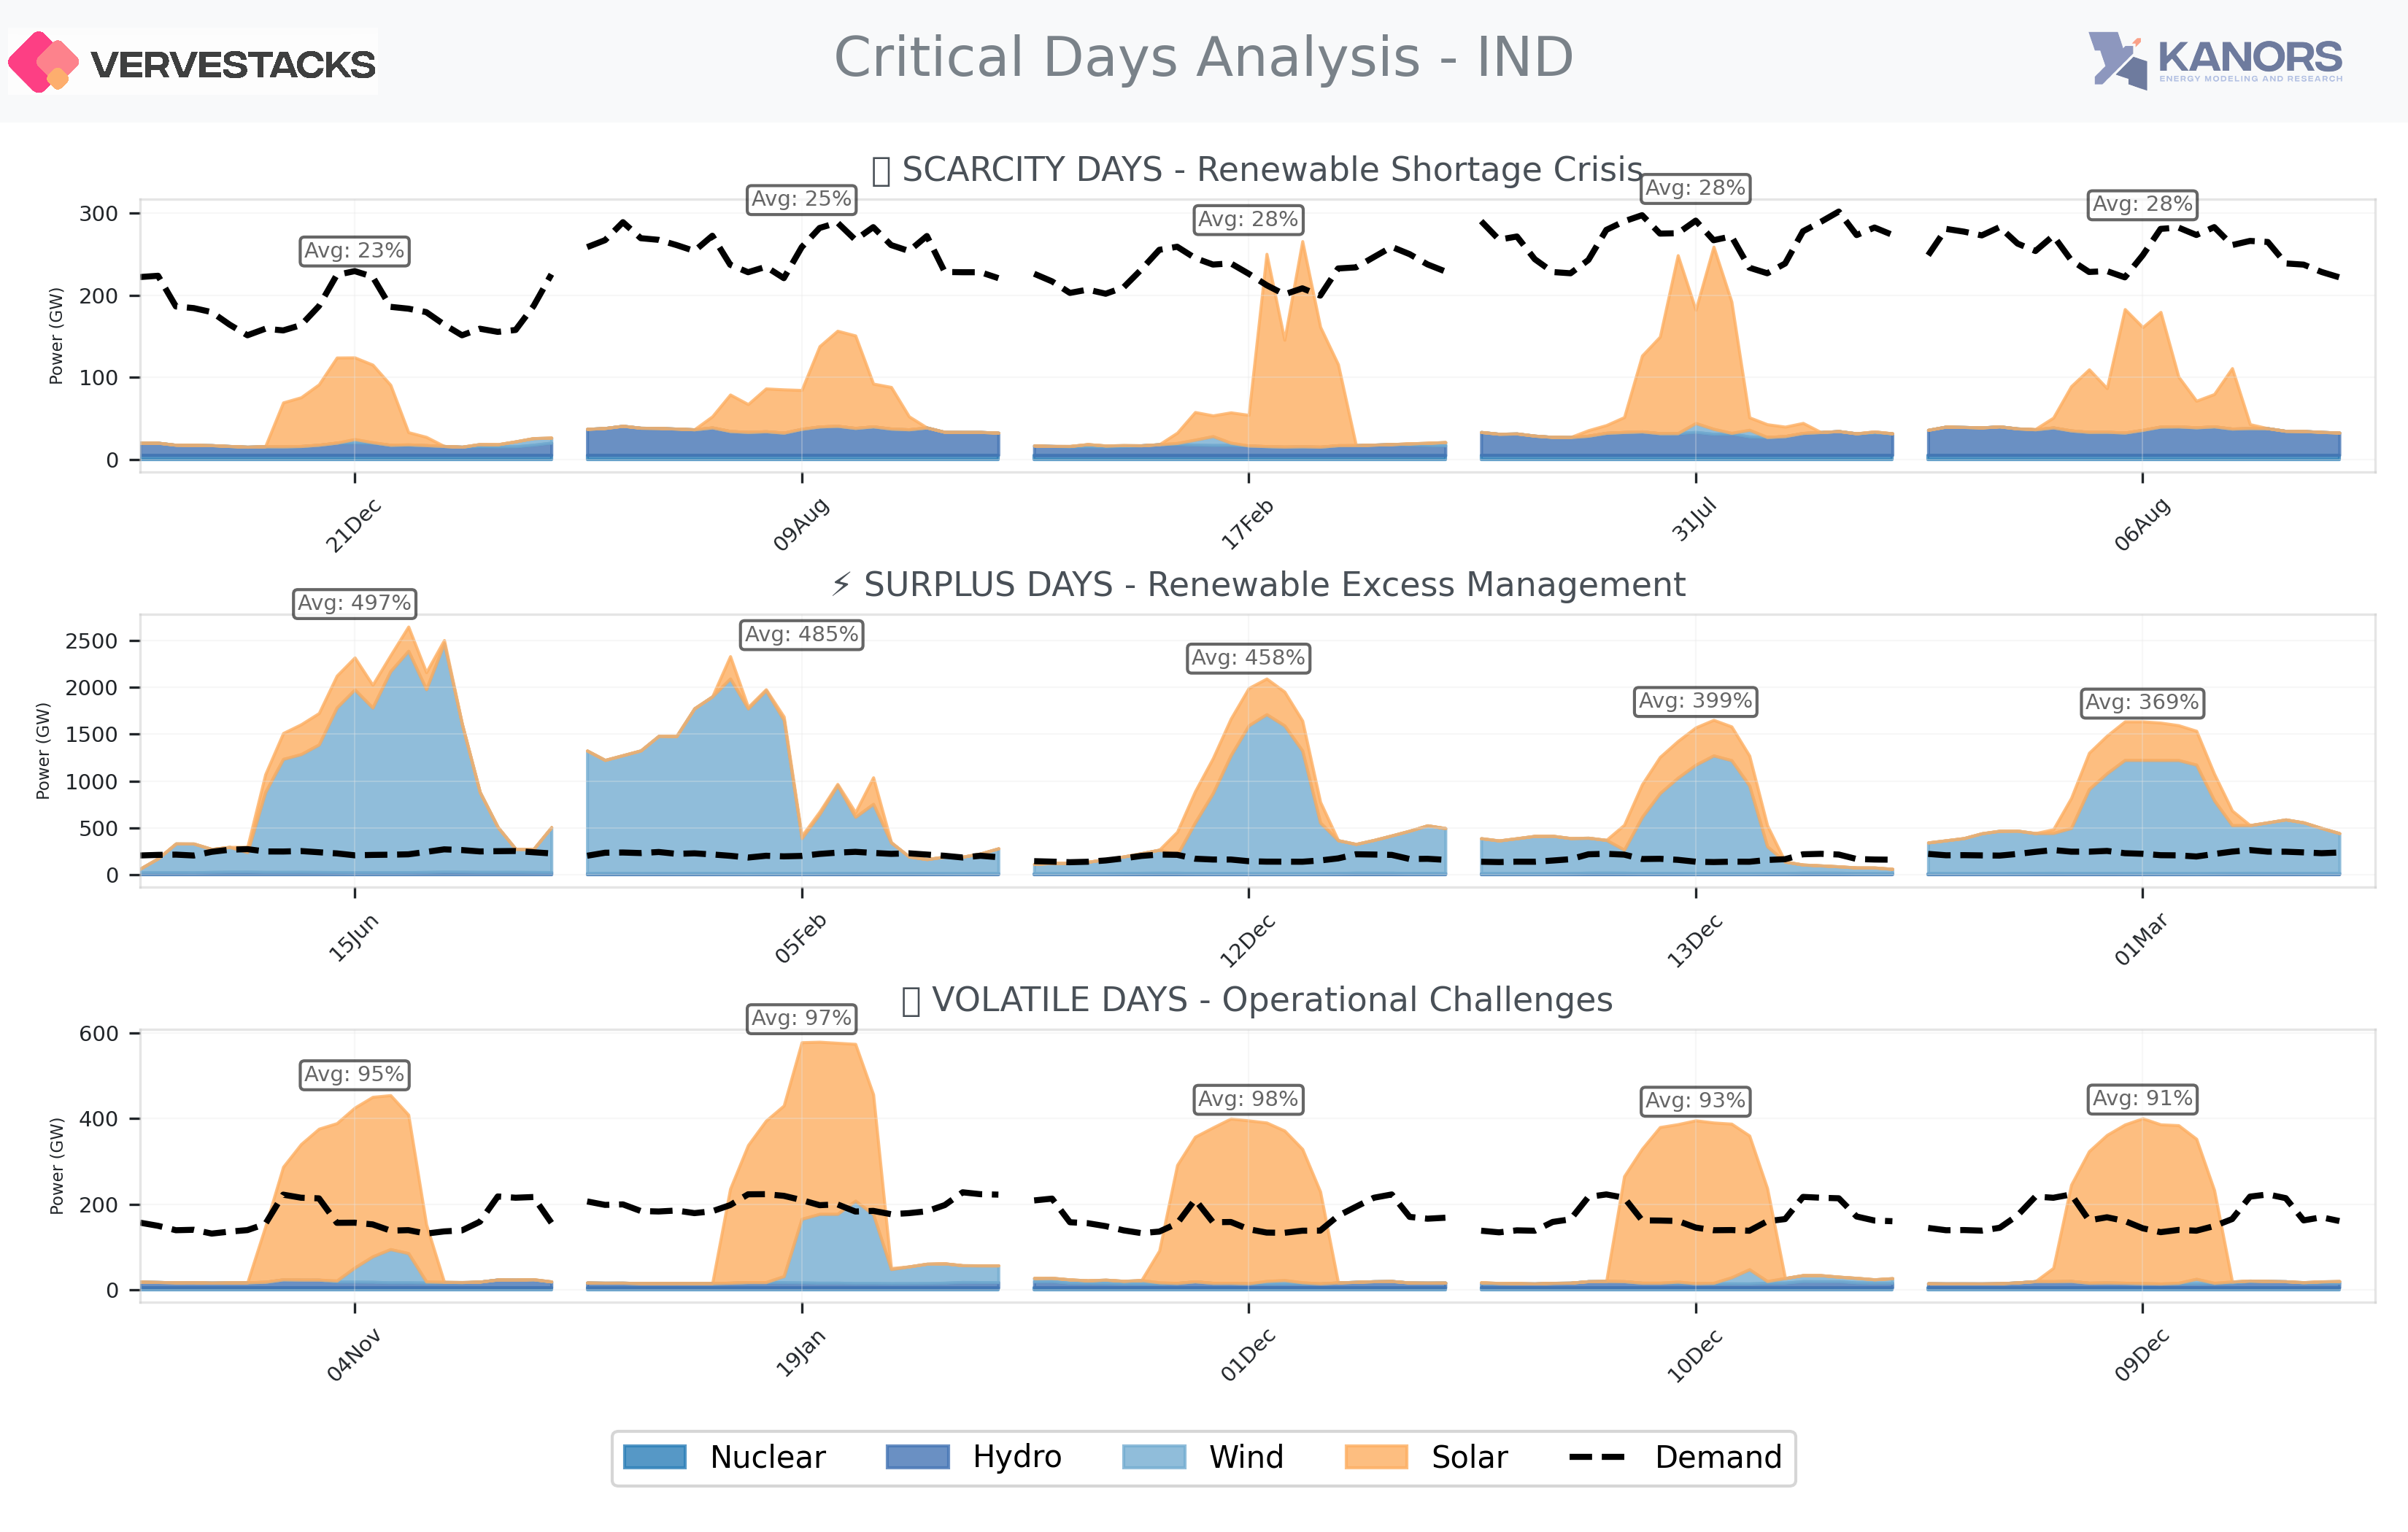 VERVESTACKS
Critical Days Analysis - IND
KANORS
ENERGY MODELING AND RESEARCH
SCARCITY DAYS - Renewable Shortage Crisis
Avg: 23%
Avg: 25%
Avg: 28%
Avg: 28%
Avg: 28%
Power (GW)
300
200
100
0
21Dec
09Aug
17Feb
31Jul
06Aug
⚡ SURPLUS DAYS - Renewable Excess Management
Avg: 497%
Avg: 485%
Avg: 458%
Avg: 399%
Avg: 369%
Power (GW)
2500
2000
1500
1000
500
0
15Jun
05Feb
12Dec
13Dec
01Mar
VOLATILE DAYS - Operational Challenges
Avg: 95%
Avg: 97%
Avg: 98%
Avg: 93%
Avg: 91%
Power (GW)
600
400
200
0
04Nov
19Jan
01Dec
10Dec
09Dec
Nuclear
Hydro
Wind
Solar
Demand